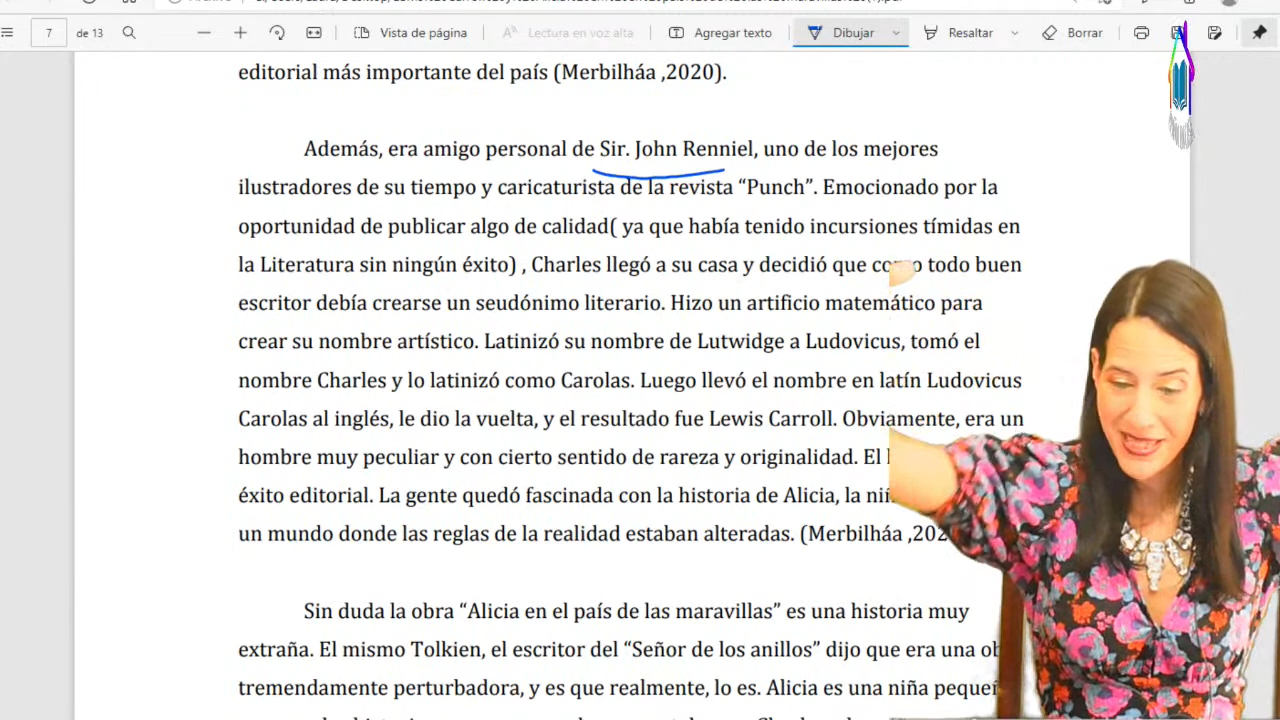 7 de 13 Vista de página Lectura en voz alta Agregar texto Dibujar Resaltar Borrar
editorial más importante del país (Merbilháa ,2020).
Además, era amigo personal de Sir. John Renniel, uno de los mejores
ilustradores de su tiempo y caricaturista de la revista “Punch”. Emocionado por la
oportunidad de publicar algo de calidad( ya que había tenido incursiones tímidas en
la Literatura sin ningún éxito) , Charles llegó a su casa y decidió que como todo buen
escritor debía crearse un seudónimo literario. Hizo un artificio matemático para
crear su nombre artístico. Latinizó su nombre de Lutwidge a Ludovicus, tomó el
nombre Charles y lo latinizó como Carolas. Luego llevó el nombre en latín Ludovicus
Carolas al inglés, le dio la vuelta, y el resultado fue Lewis Carroll. Obviamente, era un
hombre muy peculiar y con cierto sentido de rareza y originalidad. El
éxito editorial. La gente quedó fascinada con la historia de Alicia, la
un mundo donde las reglas de la realidad estaban alteradas. (Merbilháa
Sin duda la obra “Alicia en el país de las maravillas” es una historia muy
extraña. El mismo Tolkien, el escritor del “Señor de los anillos” dijo que era una
tremendamente perturbadora, y es que realmente, lo es. Alicia es una niña